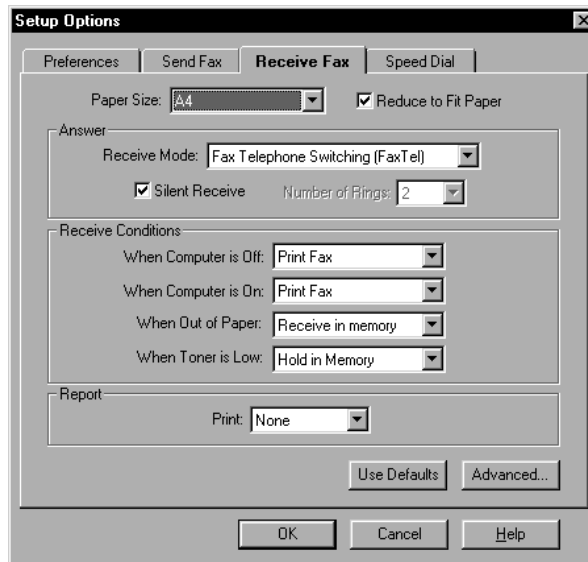 Setup Options
Preferences Send Fax Receive Fax Speed Dial
Paper Size: A4 Reduce to Fit Paper
Answer
Receive Mode: Fax Telephone Switching (FaxTel)
Silent Receive Number of Rings: 2
Receive Conditions
When Computer is Off: Print Fax
When Computer is On: Print Fax
When Out of Paper: Receive in memory
When Toner is Low: Hold in Memory
Report
Print: None
Use Defaults Advanced...
OK Cancel Help